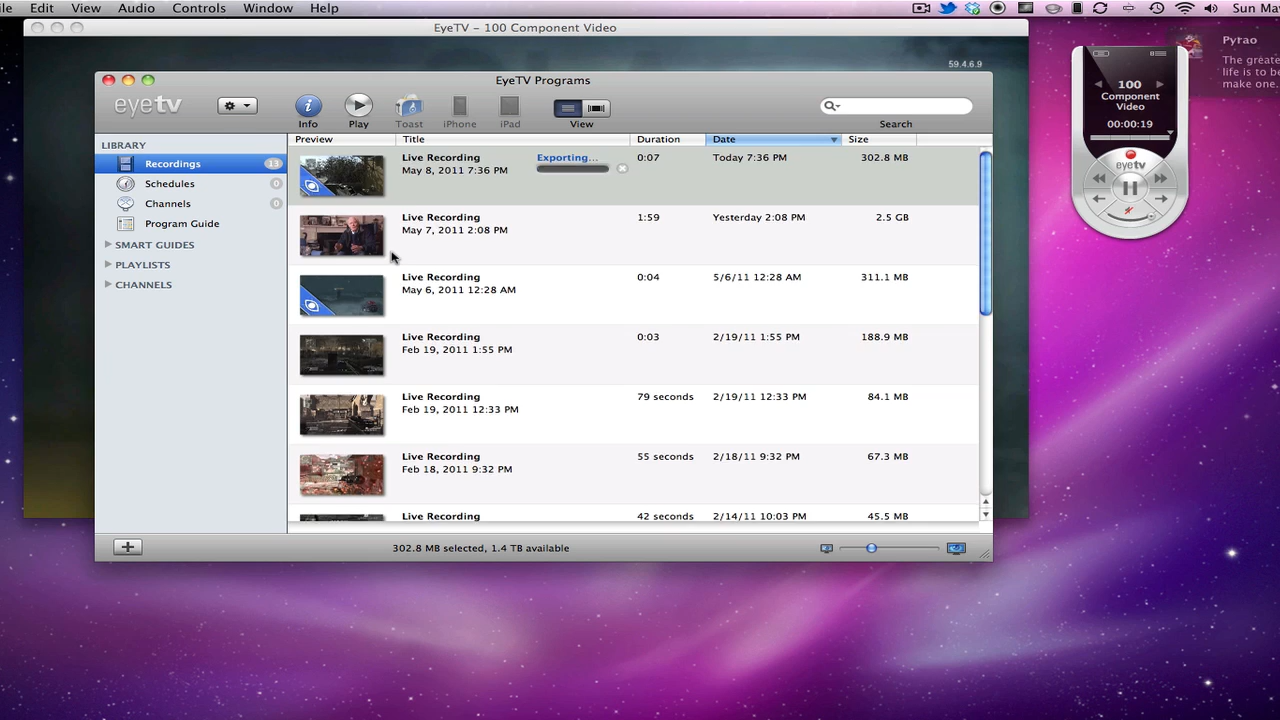 ile Edit View Audio Controls Window Help Sun May
EyeTV – 100 Component Video
59.4.6.9
Pyrao
The greate
life is to be
make one.
EyeTV Programs
eyetv
Info Play Toast iPhone iPad View Search
LIBRARY
Recordings 13
Schedules 0
Channels 0
Program Guide
SMART GUIDES
PLAYLISTS
CHANNELS
Preview Title Duration Date Size
Live Recording Exporting... 0:07 Today 7:36 PM 302.8 MB
May 8, 2011 7:36 PM
Live Recording 1:59 Yesterday 2:08 PM 2.5 GB
May 7, 2011 2:08 PM
Live Recording 0:04 5/6/11 12:28 AM 311.1 MB
May 6, 2011 12:28 AM
Live Recording 0:03 2/19/11 1:55 PM 188.9 MB
Feb 19, 2011 1:55 PM
Live Recording 79 seconds 2/19/11 12:33 PM 84.1 MB
Feb 19, 2011 12:33 PM
Live Recording 55 seconds 2/18/11 9:32 PM 67.3 MB
Feb 18, 2011 9:32 PM
Live Recording 42 seconds 2/14/11 10:03 PM 45.5 MB
302.8 MB selected, 1.4 TB available
100
Component
Video
00:00:19
eyetv